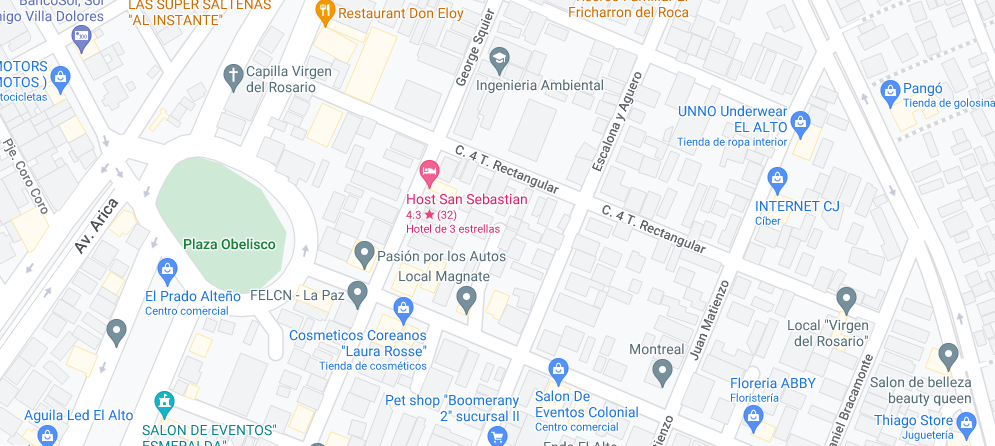 BancoSol, Sol
migo Villa Dolores
LAS SUPER SALTEÑAS
"AL INSTANTE"
Restaurant Don Eloy
Fricharron del Roca
George Squier
MOTORS
MOTOS )
tocicletas
Capilla Virgen
del Rosario
Ingenieria Ambiental
Escalona y Aguero
UNNO Underwear
EL ALTO
Tienda de ropa interior
Pangó
Tienda de golosina
Pje. Coro Coro
C. 4 T. Rectangular
Host San Sebastian
4.3 ★ (32)
Hotel de 3 estrellas
INTERNET CJ
Cíber
C. 4 T. Rectangular
Av. Arica
Plaza Obelisco
Pasión por los Autos
Local Magnate
El Prado Alteño
Centro comercial
FELCN - La Paz
Cosmeticos Coreanos
"Laura Rosse"
Tienda de cosméticos
Juan Matienzo
Local "Virgen
del Rosario"
Montreal
Salon de belleza
beauty queen
Floreria ABBY
Floristería
Salon De
Eventos Colonial
Centro comercial
Pet shop "Boomerany
2" sucursal II
Aguila Led El Alto
SALON DE EVENTOS"
ESMERALDA"
niel Bracamonte
Thiago Store
Juguetería
tienzo